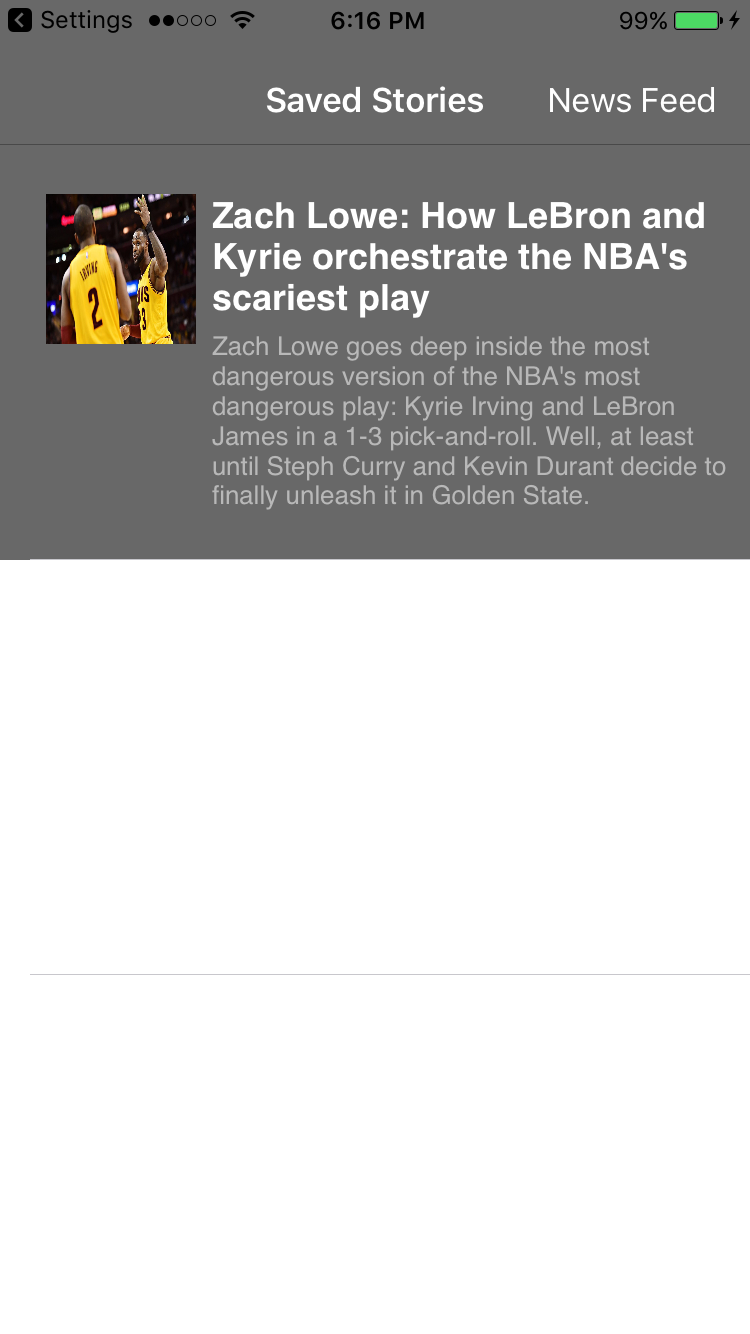 Settings 6:16 PM 99%
Saved Stories News Feed
IRVING
2
Zach Lowe: How LeBron and
Kyrie orchestrate the NBA's
scariest play
Zach Lowe goes deep inside the most
dangerous version of the NBA's most
dangerous play: Kyrie Irving and LeBron
James in a 1-3 pick-and-roll. Well, at least
until Steph Curry and Kevin Durant decide to
finally unleash it in Golden State.